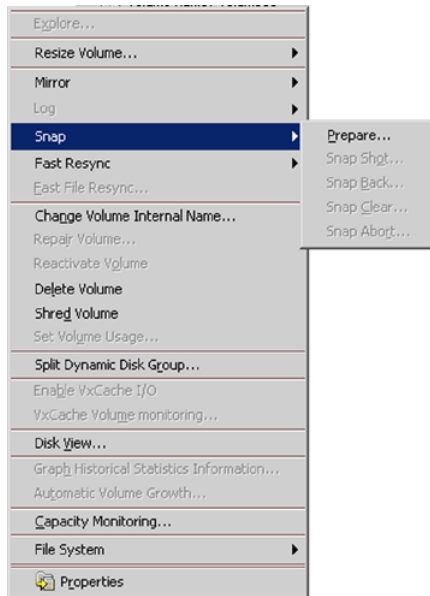 Explore...
Resize Volume...
Mirror
Log
Snap
Prepare...
Snap Shot...
Snap Back...
Snap Clear...
Snap Abort...
Fast Resync
Fast File Resync...
Change Volume Internal Name...
Repair Volume...
Reactivate Volume
Delete Volume
Shred Volume
Set Volume Usage...
Split Dynamic Disk Group...
Enable VxCache I/O
VxCache Volume monitoring...
Disk View...
Graph Historical Statistics Information...
Automatic Volume Growth...
Capacity Monitoring...
File System
Properties